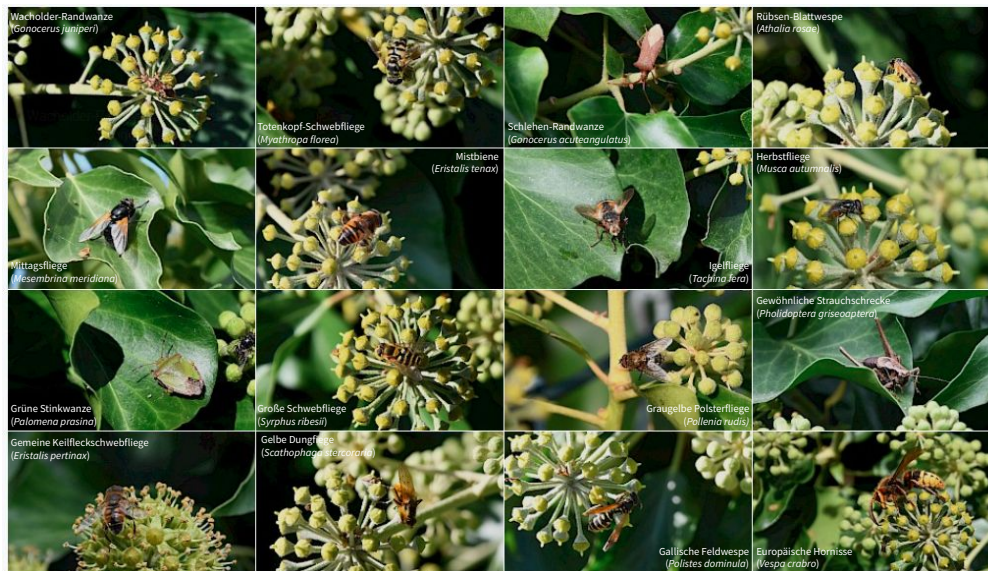 Wacholder-Randwanze
(Gonocerus juniperi)
Totenkopf-Schwebfliege
(Myathropa florea)
Schlehen-Randwanze
(Gonocerus acuteangulatus)
Rübsen-Blattwespe
(Athalia rosae)
Mittagsfliege
(Mesembrina meridiana)
Mistbiene
(Eristalis tenax)
Igelfliege
(Tachina fera)
Herbstfliege
(Musca autumnalis)
Grüne Stinkwanze
(Palomena prasina)
Große Schwebfliege
(Syrphus ribesii)
Graugelbe Polsterfliege
(Pollenia rudis)
Gewöhnliche Strauchschrecke
(Pholidoptera griseoaptera)
Gemeine Keilfleckschwebfliege
(Eristalis pertinax)
Gelbe Dungfliege
(Scathophaga stercoraria)
Gallische Feldwespe
(Polistes dominula)
Europäische Hornisse
(Vespa crabro)